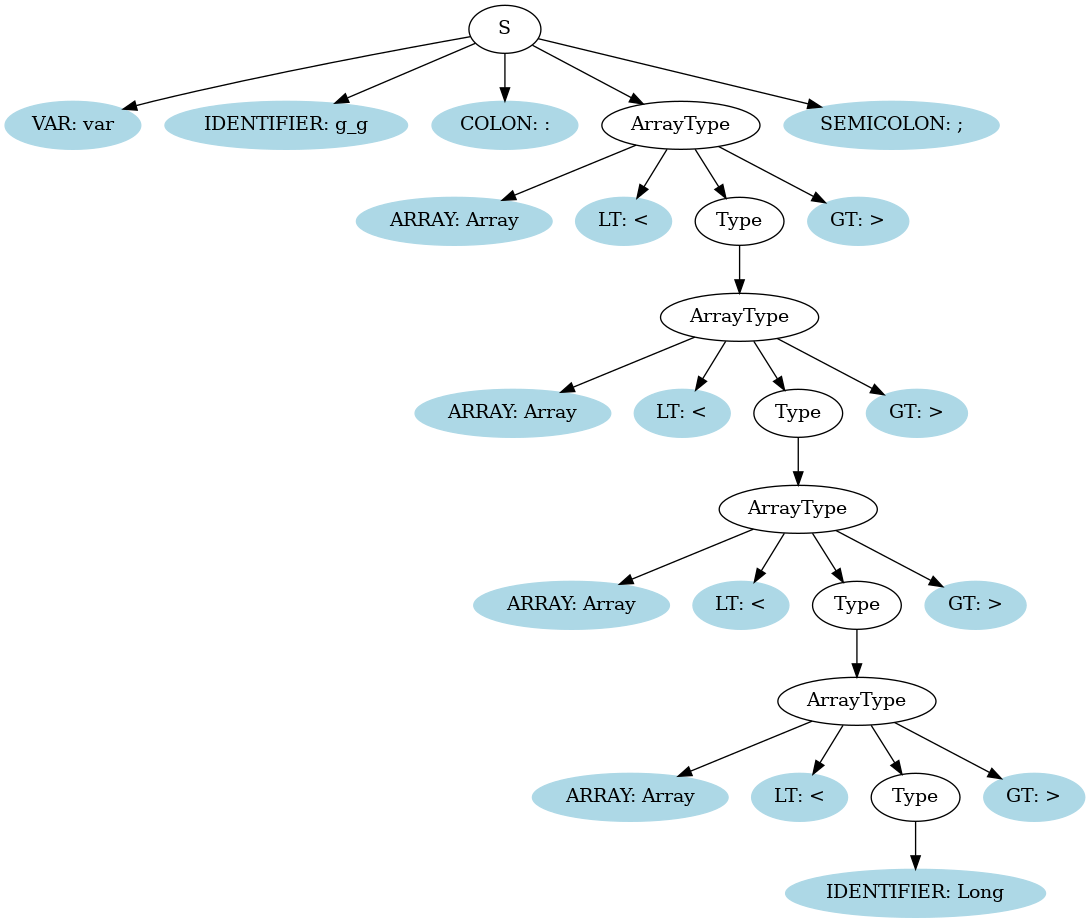 S
VAR: var
IDENTIFIER: g_g
COLON: :
ArrayType
SEMICOLON: ;
ARRAY: Array
LT: <
Type
GT: >
ArrayType
ARRAY: Array
LT: <
Type
GT: >
ArrayType
ARRAY: Array
LT: <
Type
GT: >
ArrayType
ARRAY: Array
LT: <
Type
GT: >
IDENTIFIER: Long